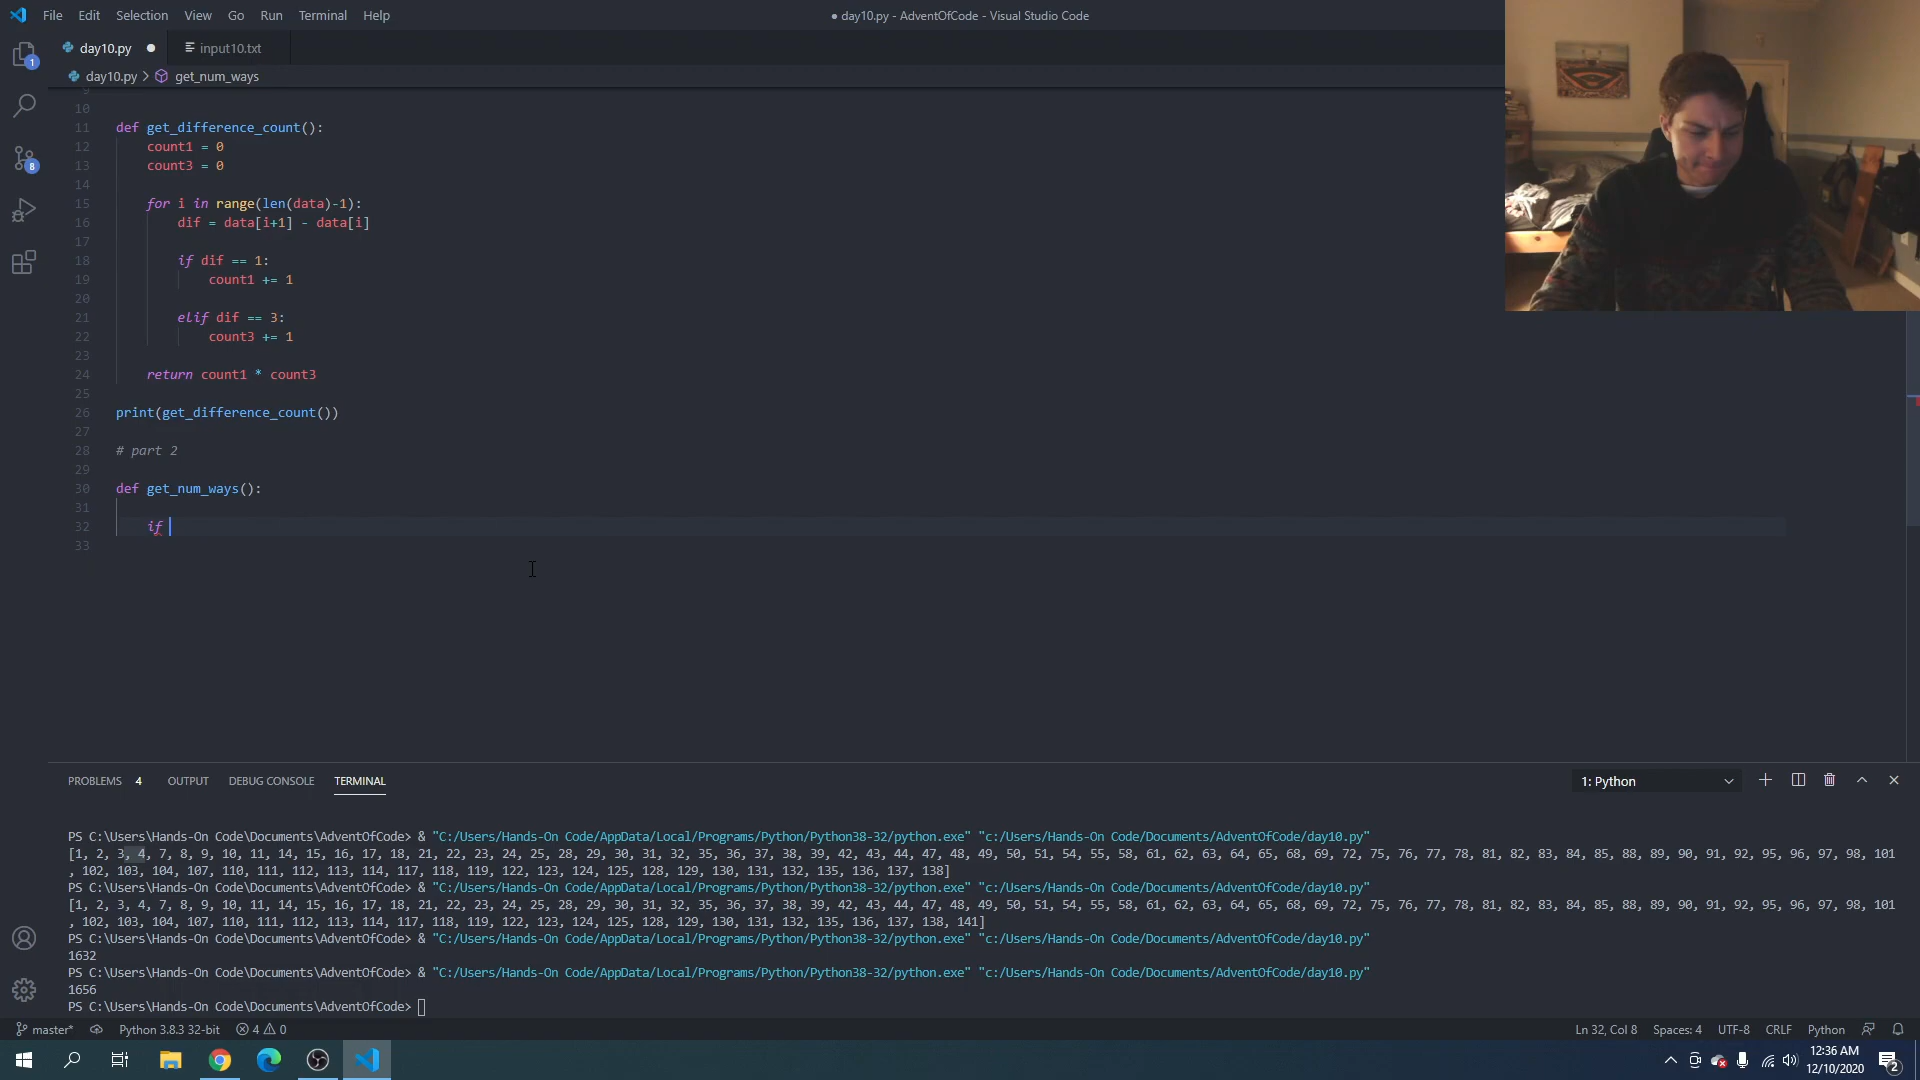 File Edit Selection View Go Run Terminal Help
● day10.py - AdventOfCode - Visual Studio Code
day10.py ●
input10.txt
day10.py > get_num_ways
9
10
11 def get_difference_count():
12 count1 = 0
13 count3 = 0
14
15 for i in range(len(data)-1):
16 dif = data[i+1] - data[i]
17
18 if dif == 1:
19 count1 += 1
20
21 elif dif == 3:
22 count3 += 1
23
24 return count1 * count3
25
26 print(get_difference_count())
27
28 # part 2
29
30 def get_num_ways():
31
32 if
33
PROBLEMS 4 OUTPUT DEBUG CONSOLE TERMINAL
1: Python
PS C:\Users\Hands-On Code\Documents\AdventOfCode> & "C:/Users/Hands-On Code/AppData/Local/Programs/Python/Python38-32/python.exe" "c:/Users/Hands-On Code/Documents/AdventOfCode/day10.py"
[1, 2, 3, 4, 7, 8, 9, 10, 11, 14, 15, 16, 17, 18, 21, 22, 23, 24, 25, 28, 29, 30, 31, 32, 35, 36, 37, 38, 39, 42, 43, 44, 47, 48, 49, 50, 51, 54, 55, 58, 61, 62, 63, 64, 65, 68, 69, 72, 75, 76, 77, 78, 81, 82, 83, 84, 85, 88, 89, 90, 91, 92, 95, 96, 97, 98, 101
, 102, 103, 104, 107, 110, 111, 112, 113, 114, 117, 118, 119, 122, 123, 124, 125, 128, 129, 130, 131, 132, 135, 136, 137, 138]
PS C:\Users\Hands-On Code\Documents\AdventOfCode> & "C:/Users/Hands-On Code/AppData/Local/Programs/Python/Python38-32/python.exe" "c:/Users/Hands-On Code/Documents/AdventOfCode/day10.py"
[1, 2, 3, 4, 7, 8, 9, 10, 11, 14, 15, 16, 17, 18, 21, 22, 23, 24, 25, 28, 29, 30, 31, 32, 35, 36, 37, 38, 39, 42, 43, 44, 47, 48, 49, 50, 51, 54, 55, 58, 61, 62, 63, 64, 65, 68, 69, 72, 75, 76, 77, 78, 81, 82, 83, 84, 85, 88, 89, 90, 91, 92, 95, 96, 97, 98, 101
, 102, 103, 104, 107, 110, 111, 112, 113, 114, 117, 118, 119, 122, 123, 124, 125, 128, 129, 130, 131, 132, 135, 136, 137, 138, 141]
PS C:\Users\Hands-On Code\Documents\AdventOfCode> & "C:/Users/Hands-On Code/AppData/Local/Programs/Python/Python38-32/python.exe" "c:/Users/Hands-On Code/Documents/AdventOfCode/day10.py"
1632
PS C:\Users\Hands-On Code\Documents\AdventOfCode> & "C:/Users/Hands-On Code/AppData/Local/Programs/Python/Python38-32/python.exe" "c:/Users/Hands-On Code/Documents/AdventOfCode/day10.py"
1656
PS C:\Users\Hands-On Code\Documents\AdventOfCode>
1
8
master* Python 3.8.3 32-bit 4 0
Ln 32, Col 8 Spaces: 4 UTF-8 CRLF Python
12:36 AM
12/10/2020
2